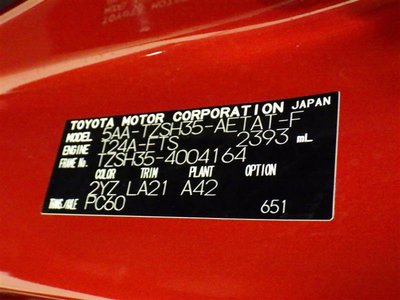 TOYOTA MOTOR CORPORATION JAPAN
MODEL 5AA-TZSH35-AETAT-F
ENGINE T24A-FTS 2393 mL
FRAME No. TZSH35-4004164
COLOR TRIM PLANT OPTION
2YZ LA21 A42
TRANS/AXLE PC60 651